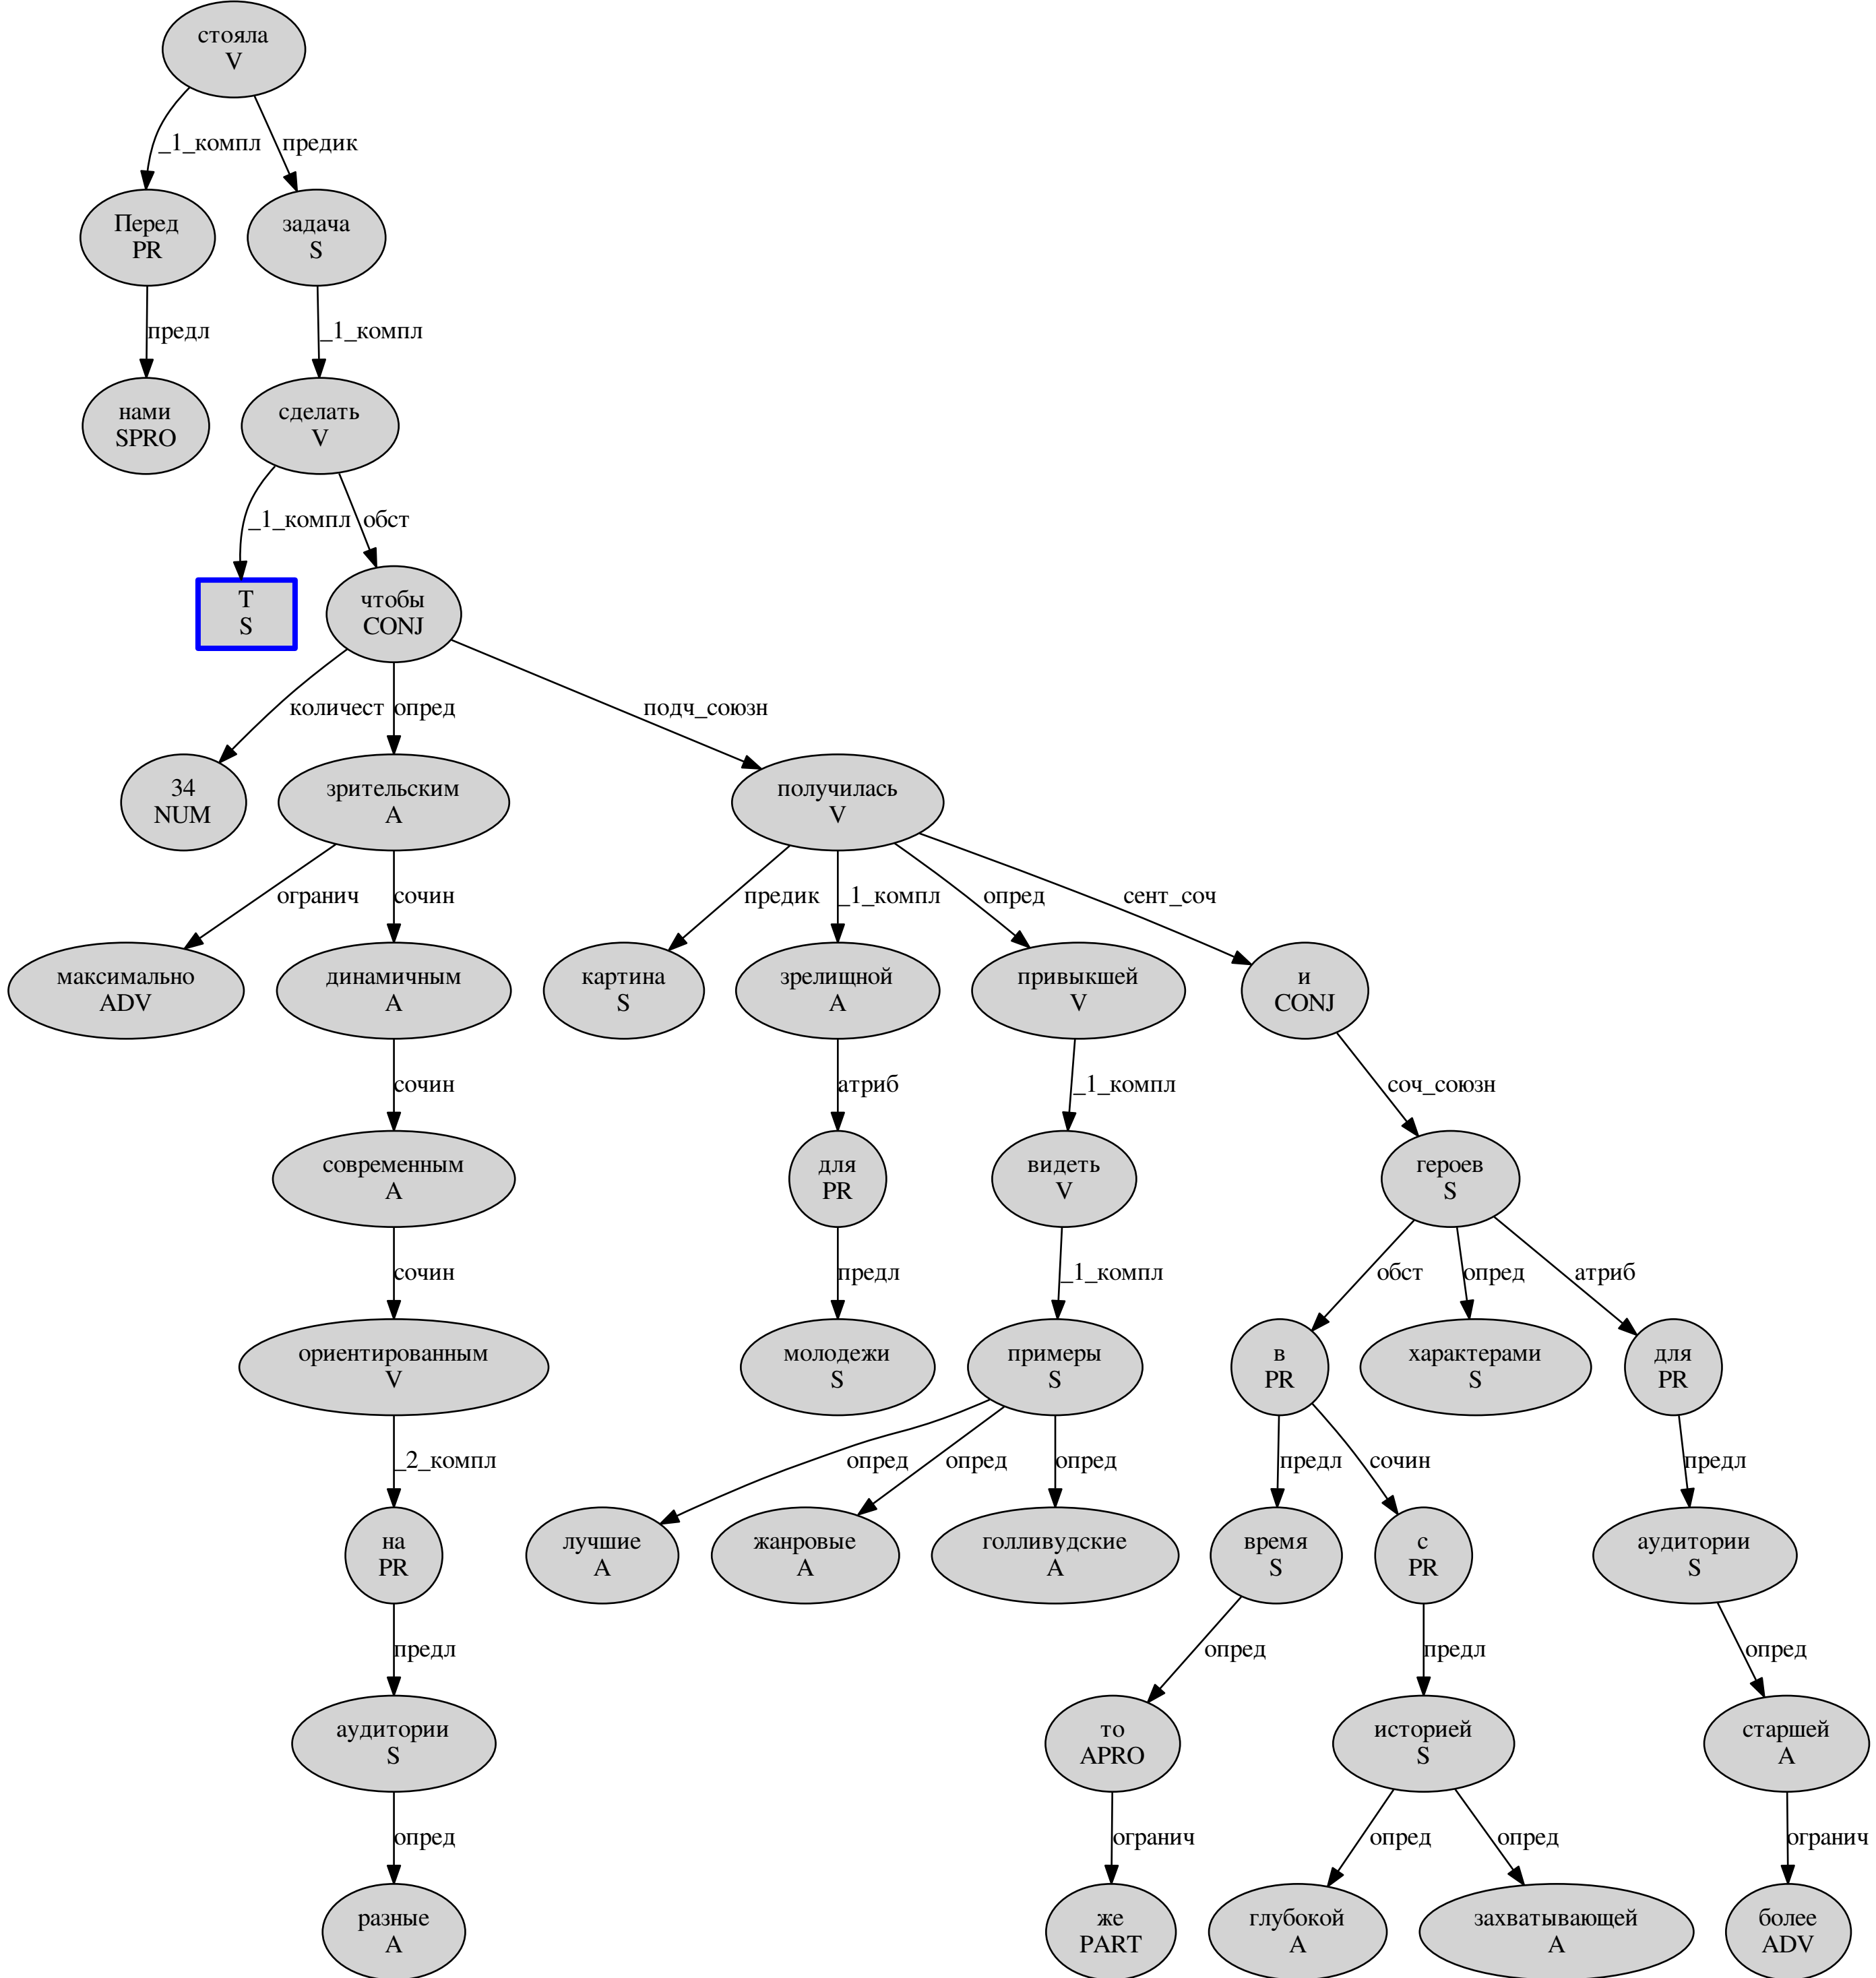 стояла
V
_1_компл
предик
Перед
PR
задача
S
предл
_1_компл
нами
SPRO
сделать
V
_1_компл
обст
T
S
чтобы
CONJ
количест
опред
подч_союзн
34
NUM
зрительским
A
получилась
V
огранич
сочин
предик
_1_компл
опред
сент_соч
максимально
ADV
динамичным
A
картина
S
зрелищной
A
привыкшей
V
и
CONJ
сочин
атриб
_1_компл
соч_союзн
современным
A
для
PR
видеть
V
героев
S
сочин
предл
_1_компл
обст
опред
атриб
ориентированным
V
молодежи
S
примеры
S
в
PR
характерами
S
для
PR
_2_компл
опред
опред
опред
предл
сочин
предл
на
PR
лучшие
A
жанровые
A
голливудские
A
время
S
с
PR
аудитории
S
предл
опред
предл
опред
аудитории
S
то
APRO
историей
S
старшей
A
опред
огранич
опред
опред
огранич
разные
A
же
PART
глубокой
A
захватывающей
A
более
ADV